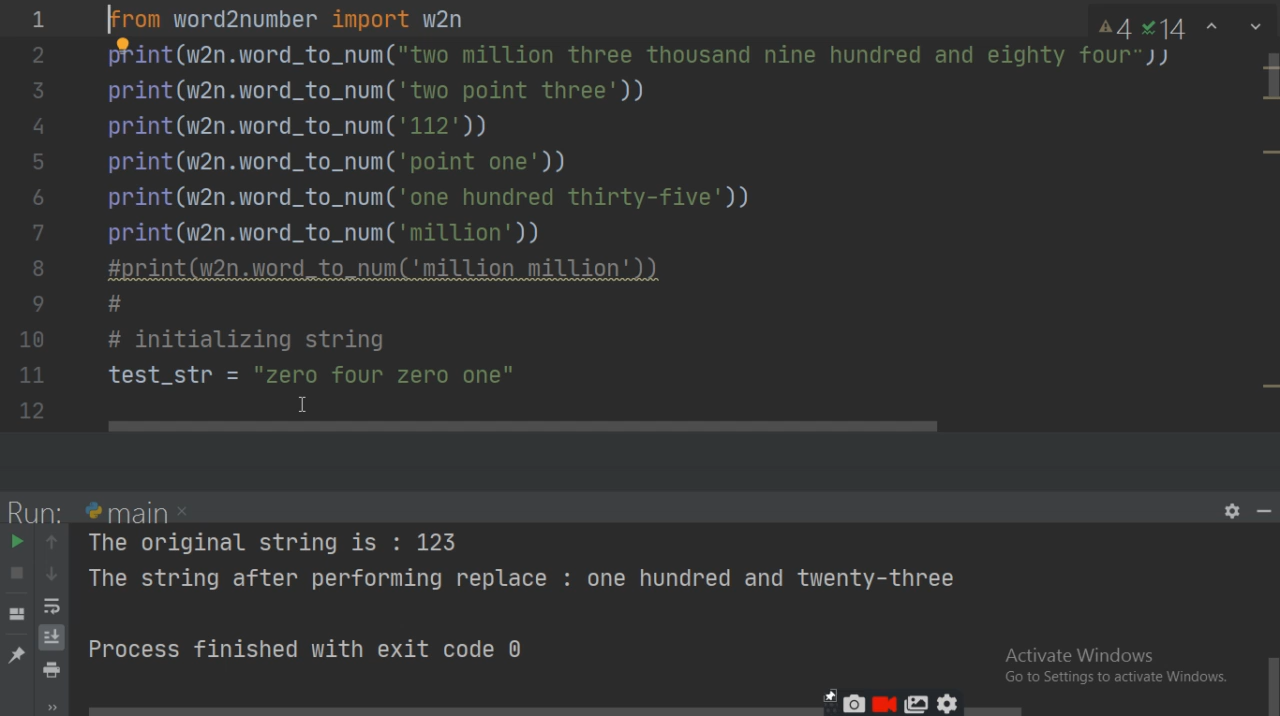 1 from word2number import w2n
4 14
2 print(w2n.word_to_num("two million three thousand nine hundred and eighty four"))
3 print(w2n.word_to_num('two point three'))
4 print(w2n.word_to_num('112'))
5 print(w2n.word_to_num('point one'))
6 print(w2n.word_to_num('one hundred thirty-five'))
7 print(w2n.word_to_num('million'))
8 #print(w2n.word_to_num('million million'))
9 #
10 # initializing string
11 test_str = "zero four zero one"
12
Run: main ×
The original string is : 123
The string after performing replace : one hundred and twenty-three
Process finished with exit code 0
Activate Windows
Go to Settings to activate Windows.